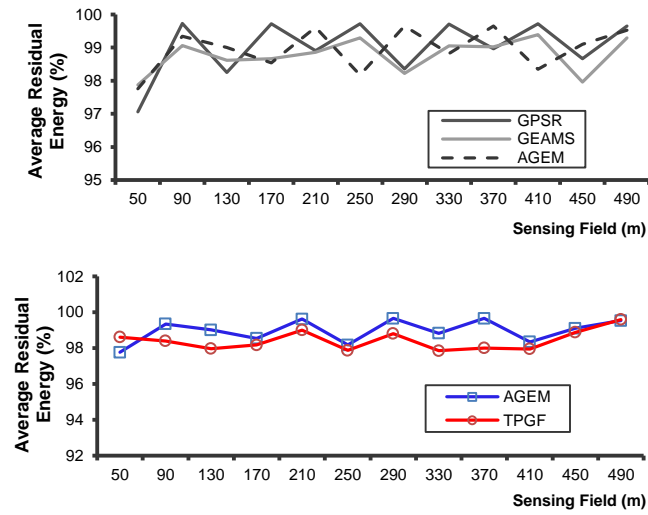 Average Residual
Energy (%)
100
99
98
97
96
95
GPSR
GEAMS
AGEM
50 90 130 170 210 250 290 330 370 410 450 490
Sensing Field (m)
Average Residual
Energy (%)
102
100
98
96
94
92
AGEM
TPGF
50 90 130 170 210 250 290 330 370 410 450 490
Sensing Field (m)